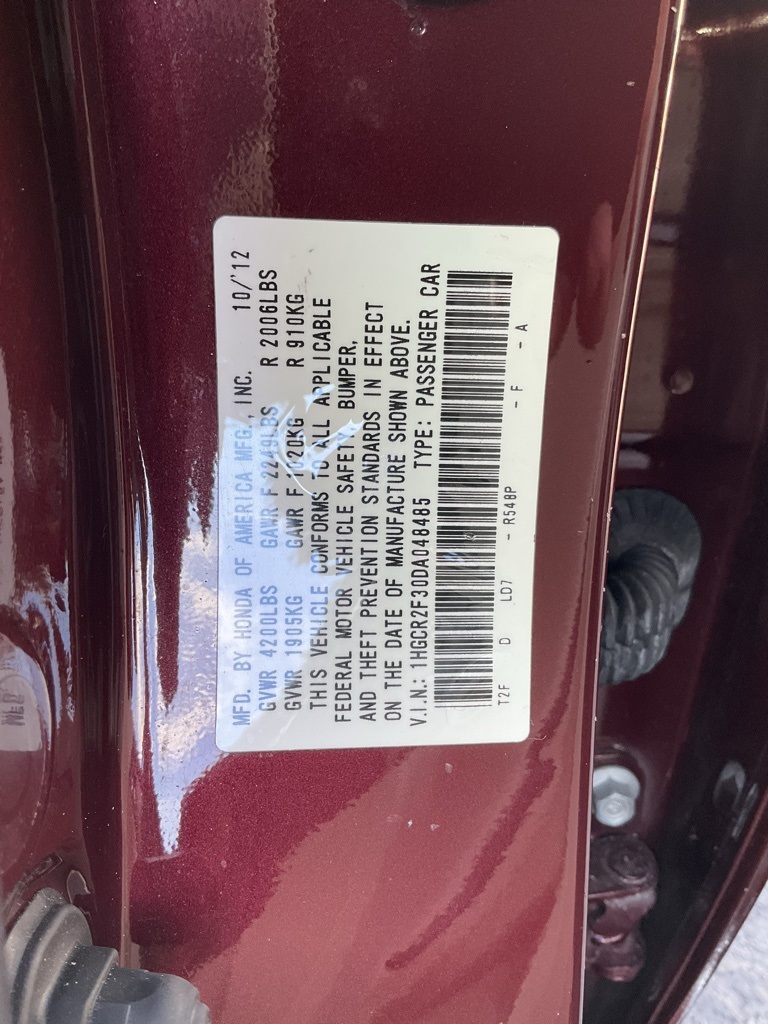 MFD. BY HONDA OF AMERICA MFG., INC. 10/'12
GVWR 4200LBS GAWR F 2249LBS R 2006LBS
GVWR 1905KG GAWR F 1020KG R 910KG
THIS VEHICLE CONFORMS TO ALL APPLICABLE
FEDERAL MOTOR VEHICLE SAFETY, BUMPER,
AND THEFT PREVENTION STANDARDS IN EFFECT
ON THE DATE OF MANUFACTURE SHOWN ABOVE.
V.I.N.: 1HGCR2F30DA048485 TYPE: PASSENGER CAR
T2F D LD7 - R548P - F - A